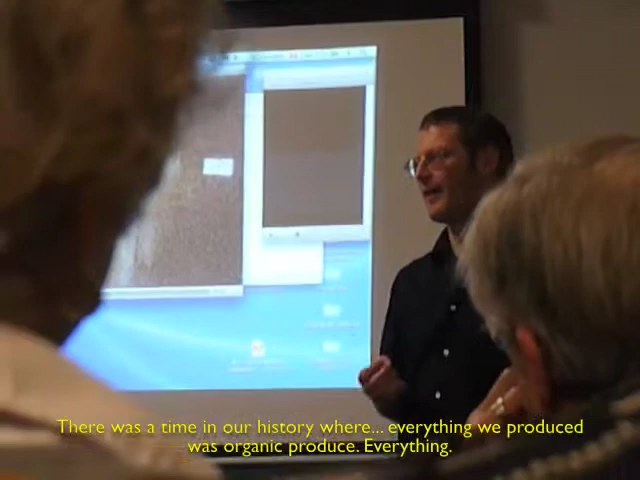 There was a time in our history where... everything we produced
was organic produce. Everything.